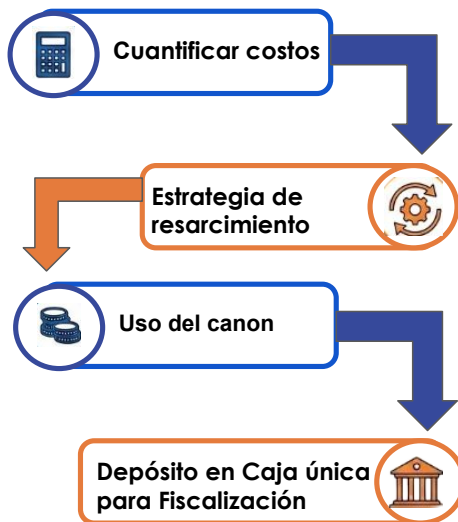 Cuantificar costos
Estrategia de
resarcimiento
Uso del canon
Depósito en Caja única
para Fiscalización